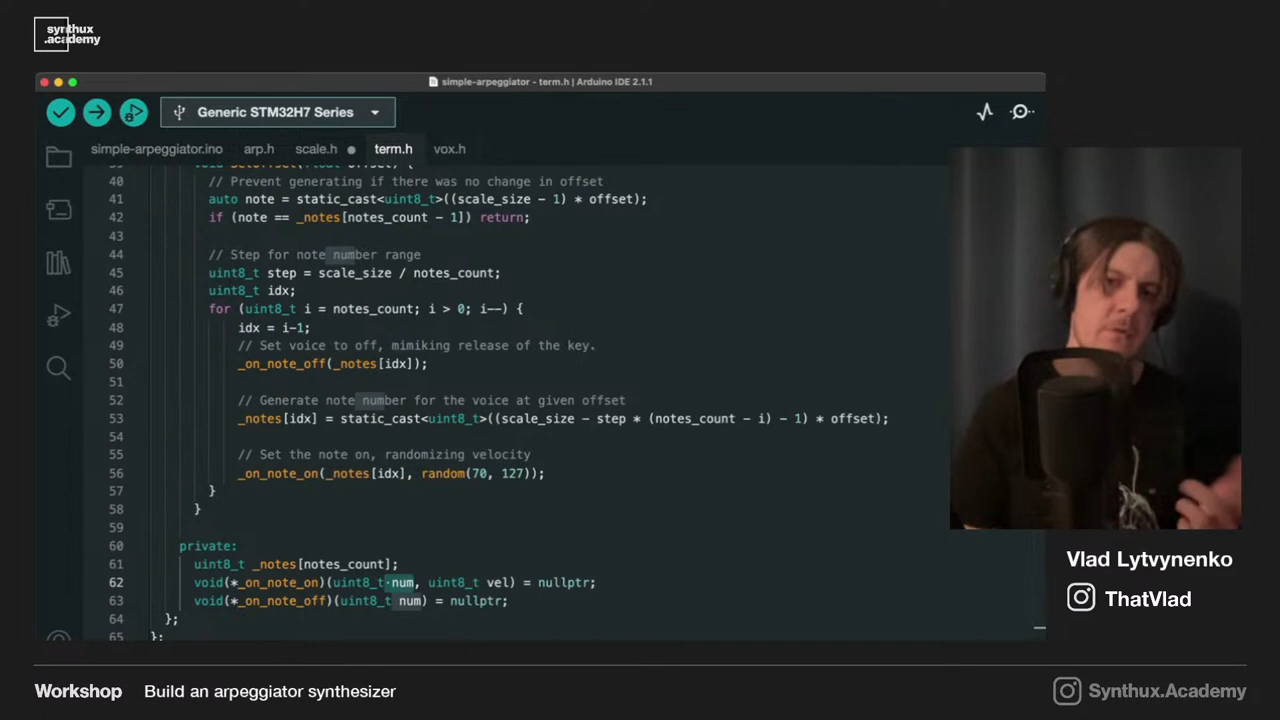 synthux
.academy
simple-arpeggiator - term.h | Arduino IDE 2.1.1
Generic STM32H7 Series
simple-arpeggiator.ino arp.h scale.h term.h vox.h
40 // Prevent generating if there was no change in offset
41 auto note = static_cast<uint8_t>((scale_size - 1) * offset);
42 if (note == _notes[notes_count - 1]) return;
43
44 // Step for note number range
45 uint8_t step = scale_size / notes_count;
46 uint8_t idx;
47 for (uint8_t i = notes_count; i > 0; i--) {
48 idx = i-1;
49 // Set voice to off, mimiking release of the key.
50 _on_note_off(_notes[idx]);
51
52 // Generate note number for the voice at given offset
53 _notes[idx] = static_cast<uint8_t>((scale_size - step * (notes_count - i) - 1) * offset);
54
55 // Set the note on, randomizing velocity
56 _on_note_on(_notes[idx], random(70, 127));
57 }
58 }
59
60 private:
61 uint8_t _notes[notes_count];
62 void(*_on_note_on)(uint8_t num, uint8_t vel) = nullptr;
63 void(*_on_note_off)(uint8_t num) = nullptr;
64 };
65 };
Vlad Lytvynenko
ThatVlad
Workshop Build an arpeggiator synthesizer
Synthux.Academy